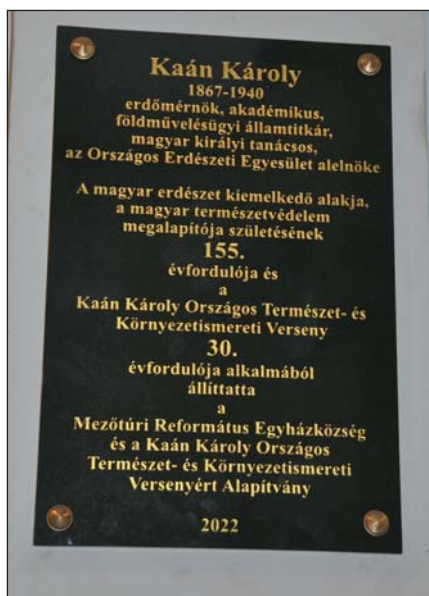 Kaán Károly
1867-1940
erdőmérnök, akadémikus,
földművelésügyi államtitkár,
magyar királyi tanácsos,
az Országos Erdészeti Egyesület alelnöke
A magyar erdészet kiemelkedő alakja,
a magyar természetvédelem
megalapítója születésének
155.
évfordulója és
a
Kaán Károly Országos Természet- és
Környezetismereti Verseny
30.
évfordulója alkalmából
állíttatta
a
Mezőtúri Református Egyházközség
és a Kaán Károly Országos
Természet- és Környezetismereti
Versenyért Alapítvány
2022